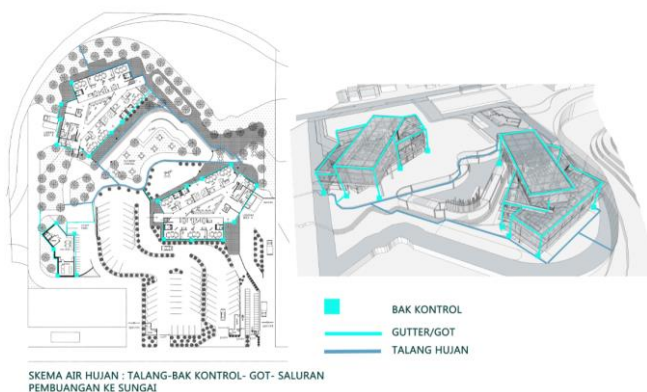 BAK KONTROL
GUTTER/GOT
TALANG HUJAN
SKEMA AIR HUJAN : TALANG-BAK KONTROL- GOT- SALURAN
PEMBUANGAN KE SUNGAI